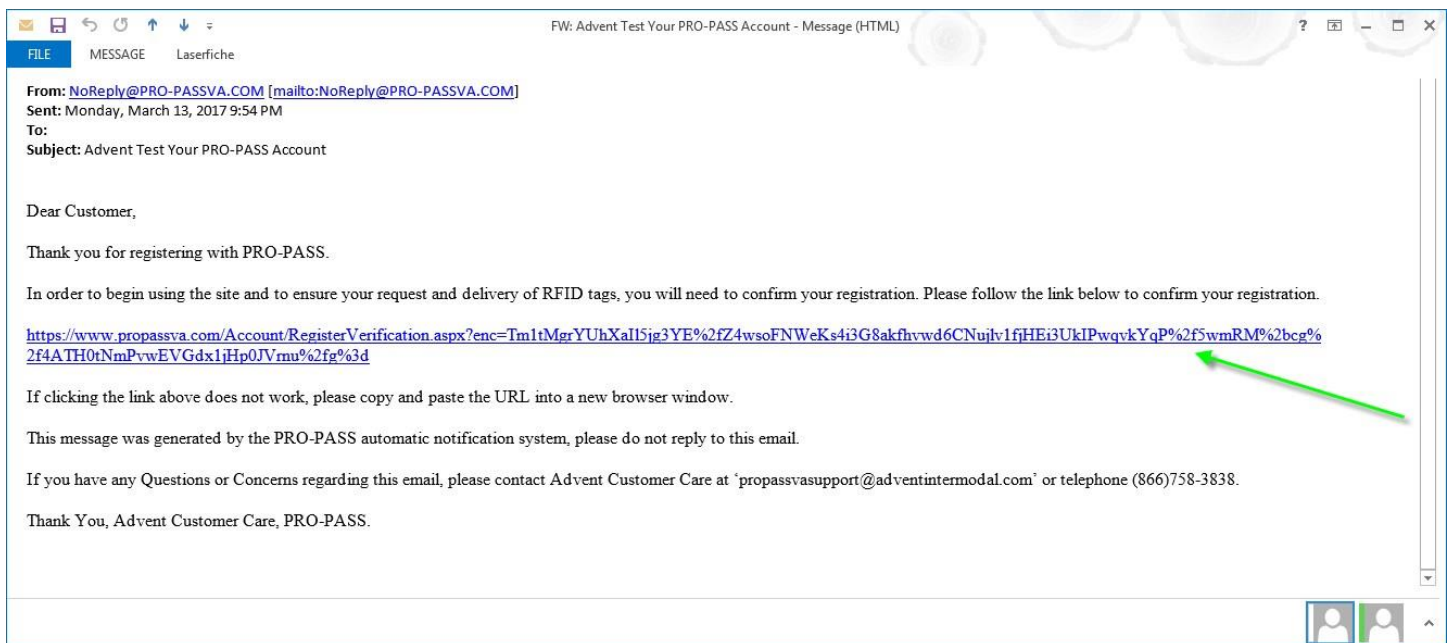 FW: Advent Test Your PRO-PASS Account - Message (HTML)
FILE MESSAGE Laserfiche
From: NoReply@PRO-PASSVA.COM [mailto:NoReply@PRO-PASSVA.COM]
Sent: Monday, March 13, 2017 9:54 PM
To:
Subject: Advent Test Your PRO-PASS Account
Dear Customer,
Thank you for registering with PRO-PASS.
In order to begin using the site and to ensure your request and delivery of RFID tags, you will need to confirm your registration. Please follow the link below to confirm your registration.
https://www.propassva.com/Account/RegisterVerification.aspx?enc=Tm1tMgrYUhXaIl5jg3YE%2fZ4wsoFNWeKs4i3G8akfhvwd6CNujlv1fjHEi3UkIPwqvkYqP%2f5wmRM%2bcg%
2f4ATH0tNmPvwEVGdx1jHp0JVrnu%2fg%3d
If clicking the link above does not work, please copy and paste the URL into a new browser window.
This message was generated by the PRO-PASS automatic notification system, please do not reply to this email.
If you have any Questions or Concerns regarding this email, please contact Advent Customer Care at ‘propassvasupport@adventintermodal.com’ or telephone (866)758-3838.
Thank You, Advent Customer Care, PRO-PASS.